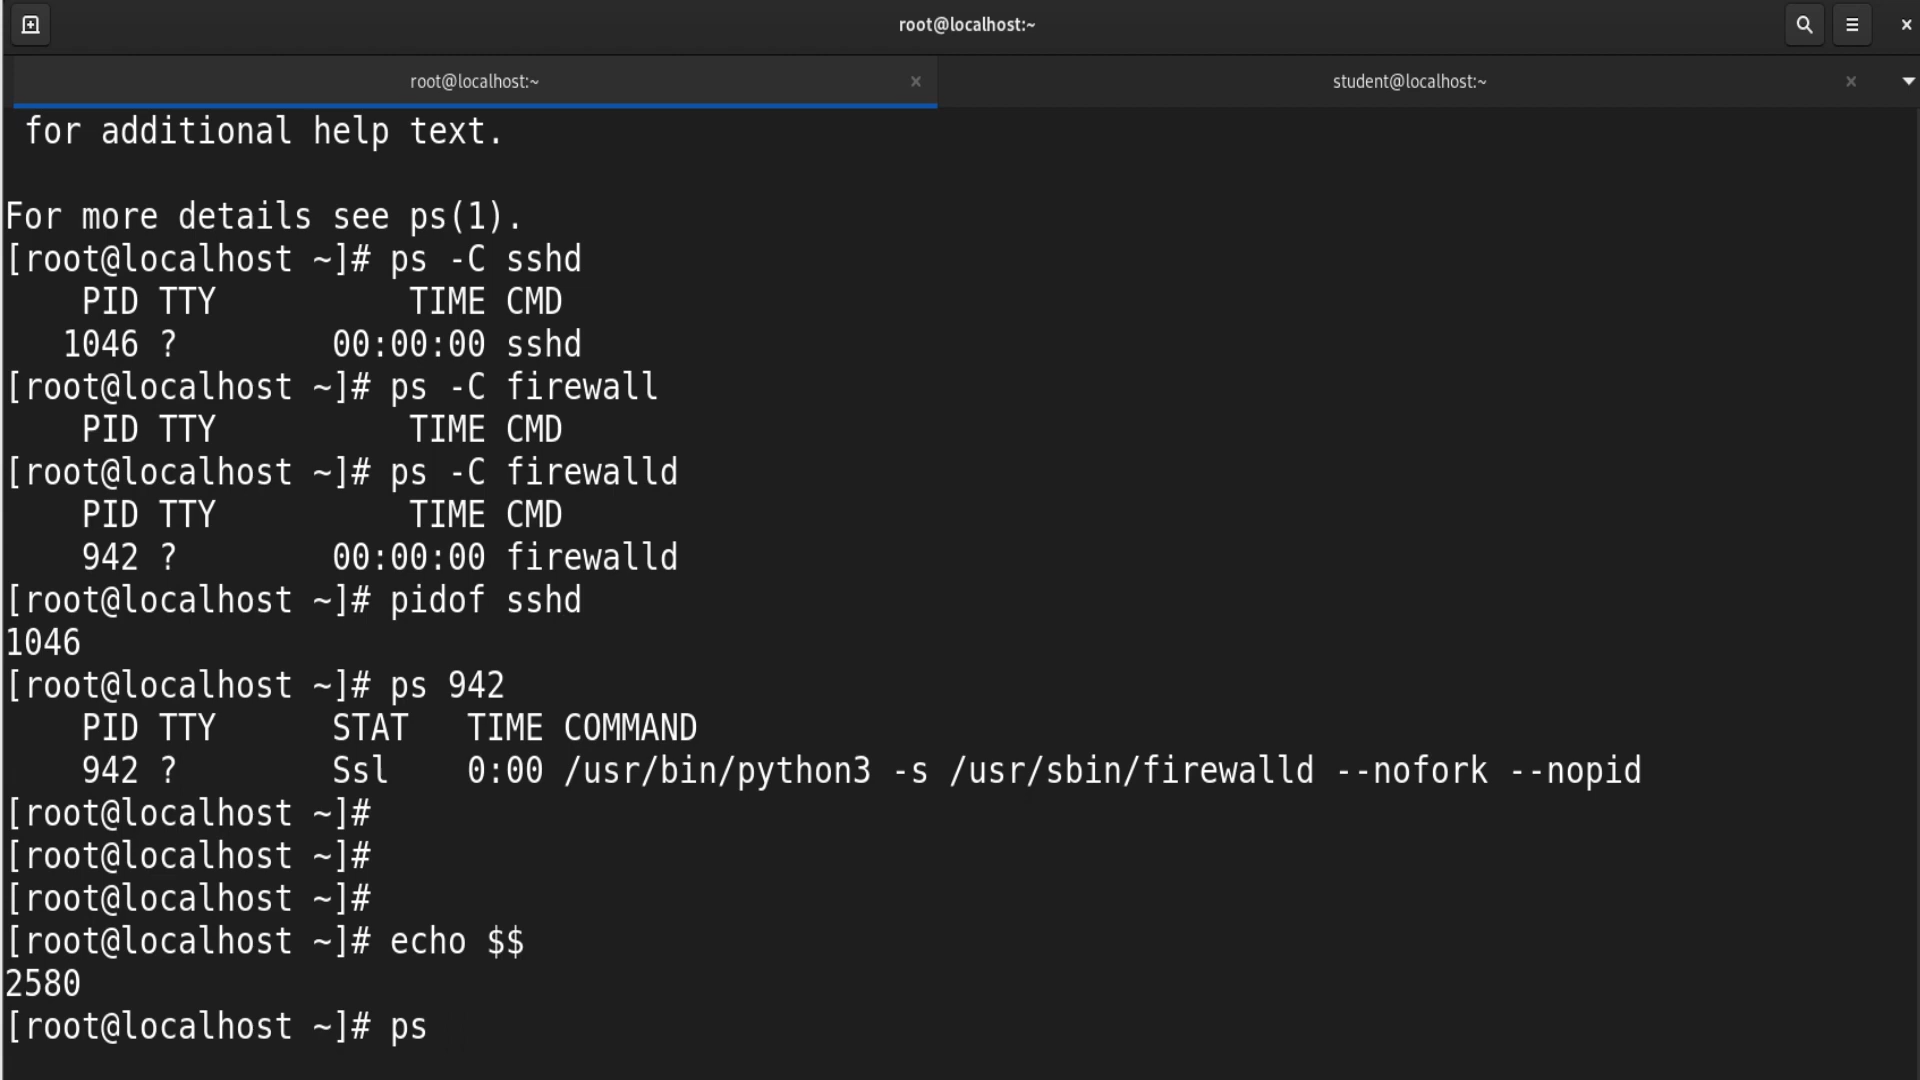 root@localhost:~
root@localhost:~
student@localhost:~
for additional help text.
For more details see ps(1).
[root@localhost ~]# ps -C sshd
    PID TTY          TIME CMD
   1046 ?        00:00:00 sshd
[root@localhost ~]# ps -C firewall
    PID TTY          TIME CMD
[root@localhost ~]# ps -C firewalld
    PID TTY          TIME CMD
    942 ?        00:00:00 firewalld
[root@localhost ~]# pidof sshd
1046
[root@localhost ~]# ps 942
    PID TTY      STAT   TIME COMMAND
    942 ?        Ssl    0:00 /usr/bin/python3 -s /usr/sbin/firewalld --nofork --nopid
[root@localhost ~]#
[root@localhost ~]#
[root@localhost ~]#
[root@localhost ~]# echo $$
2580
[root@localhost ~]# ps